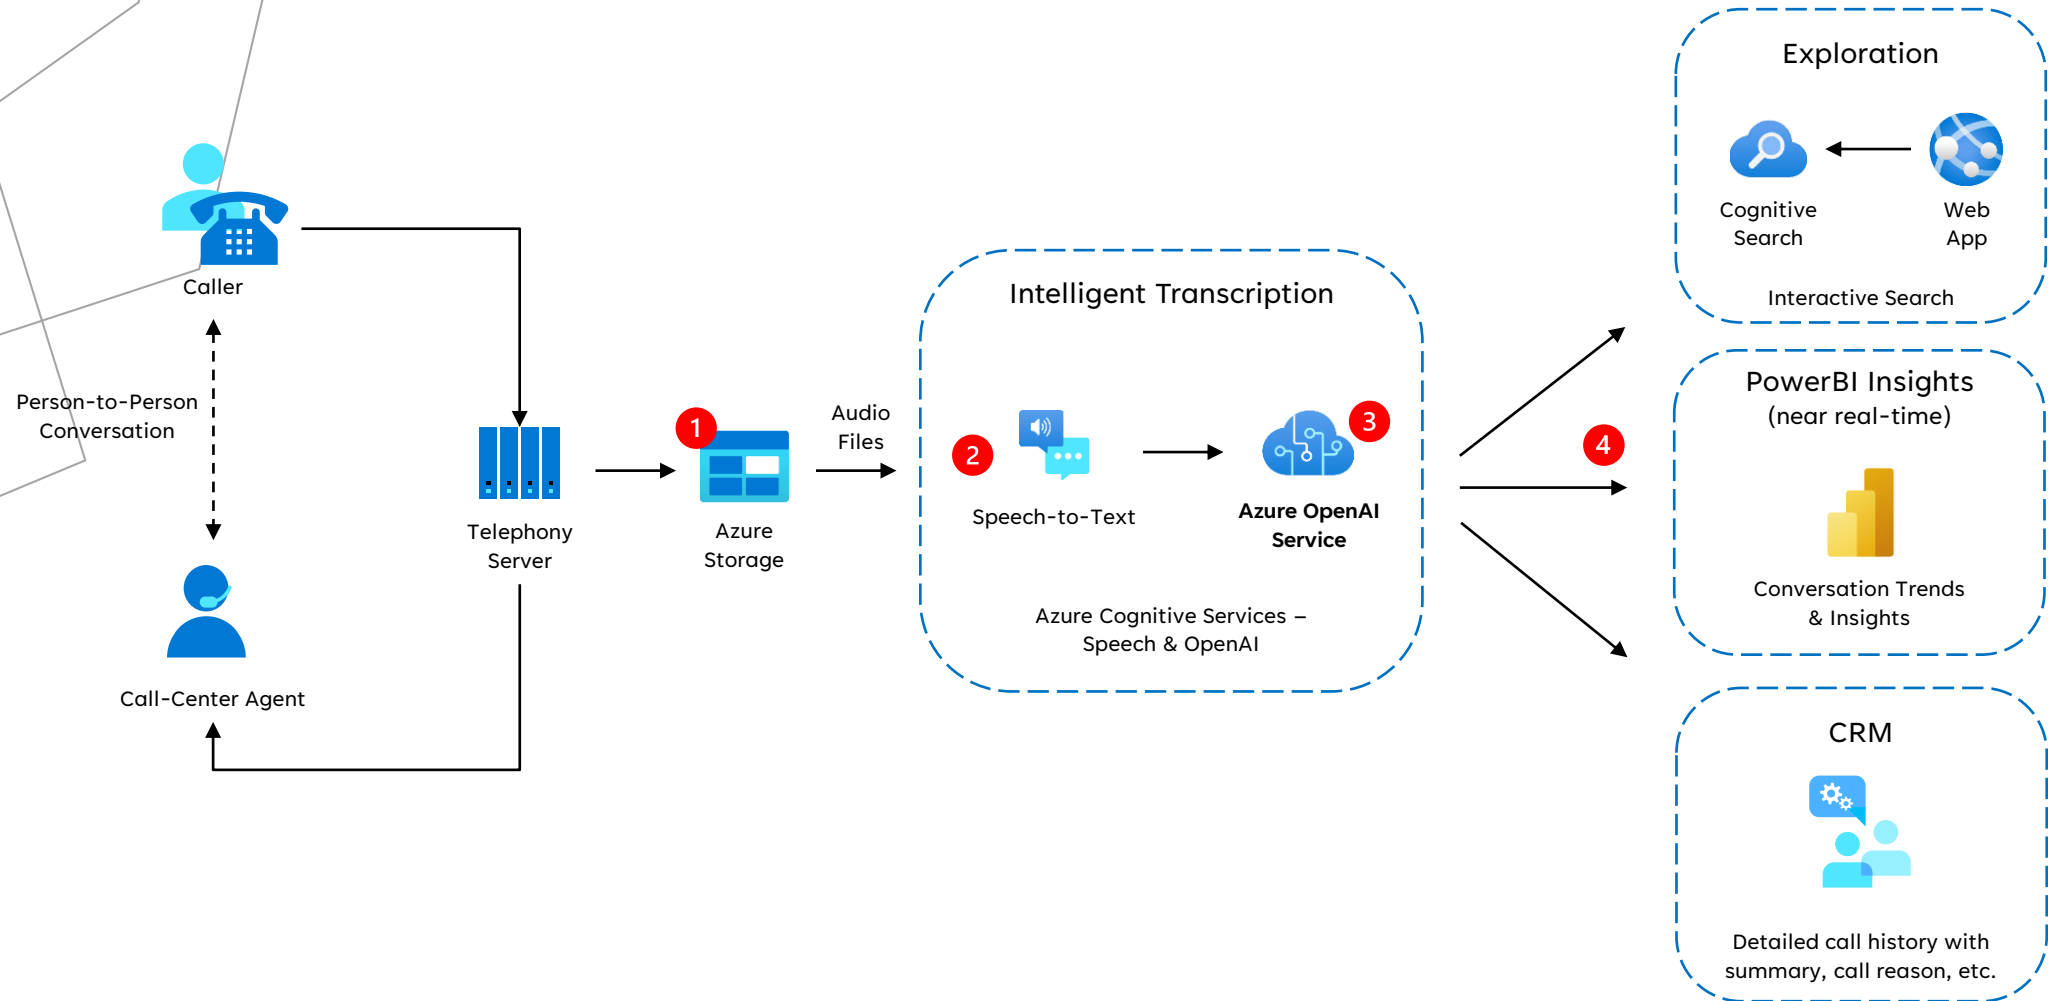 Caller
Person-to-Person
Conversation
Call-Center Agent
Telephony
Server
1
Azure
Storage
Audio
Files
Intelligent Transcription
2
Speech-to-Text
3
Azure OpenAI
Service
Azure Cognitive Services –
Speech & OpenAI
4
Exploration
Cognitive
Search
Web
App
Interactive Search
PowerBI Insights
(near real-time)
Conversation Trends
& Insights
CRM
Detailed call history with
summary, call reason, etc.